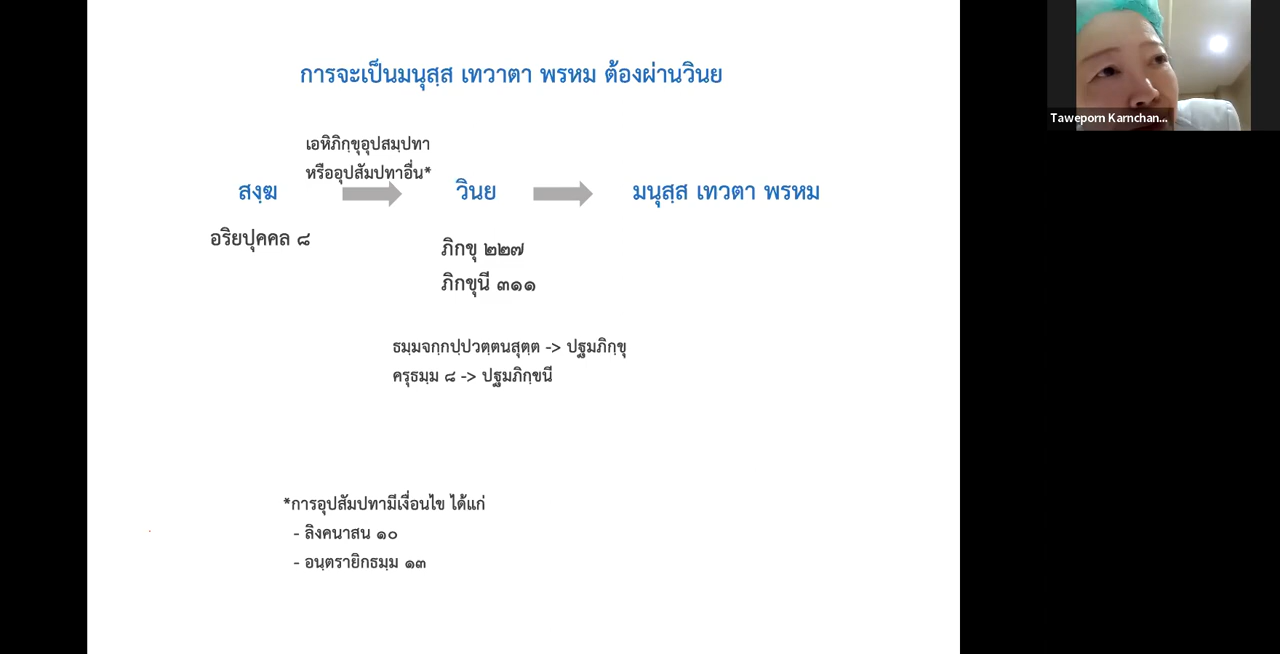 การจะเป็นมนุสฺส เทวาตา พรหม ต้องผ่านวินย
เอหิภิกฺขุอุปสมฺปทา
หรืออุปสัมปทาอื่น*
สงฺฆ วินย มนุสฺส เทวตา พรหม
อริยปุคคล ๘
ภิกขุ ๒๒๗
ภิกขุนี ๓๑๑
ธมฺมจกฺกปฺปวตฺตนสุตฺต -> ปฐมภิกฺขุ
ครุธมฺม ๘ -> ปฐมภิกฺขนี
*การอุปสัมปทามีเงื่อนไข ได้แก่
- ลิงคนาสน ๑๐
- อนฺตรายิกธมฺม ๑๓
Taweporn Karnchan...